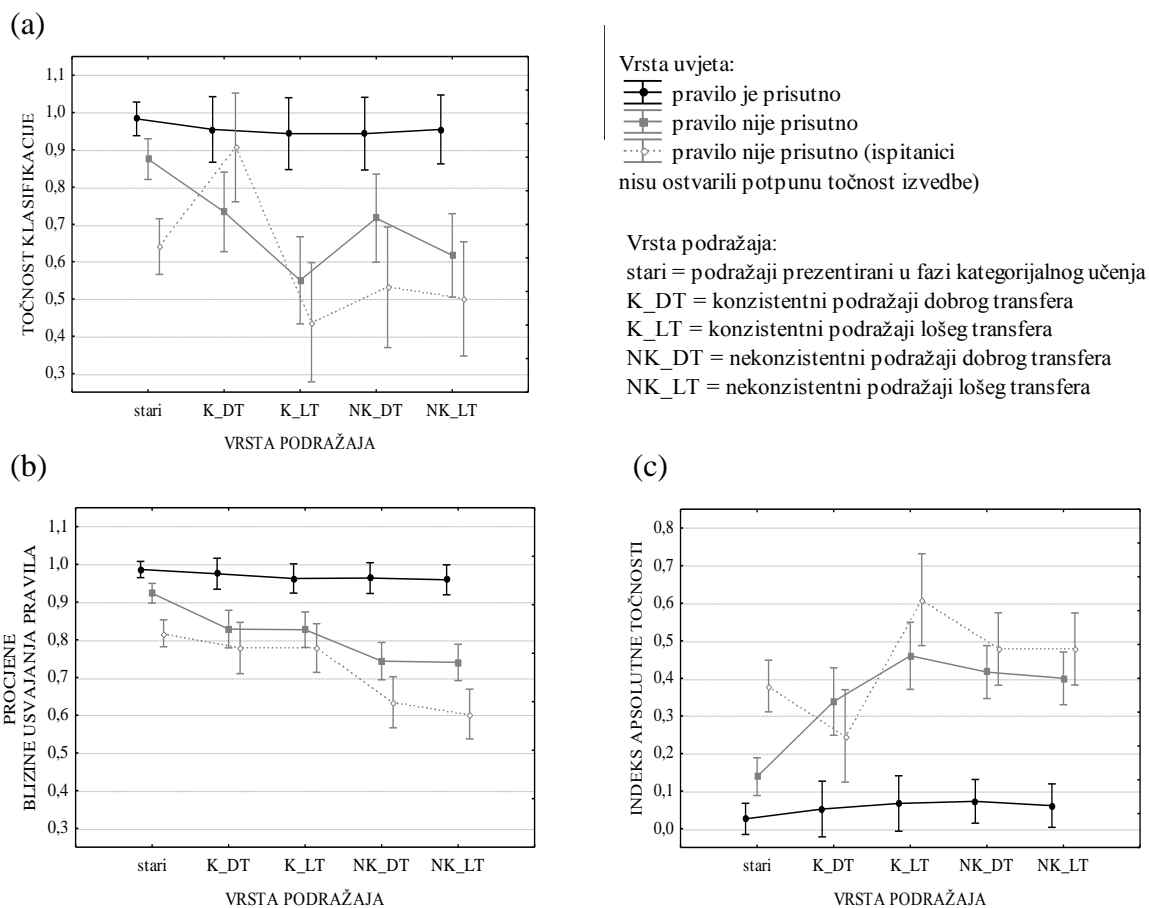 (a)
TOČNOST KLASIFIKACIJE
1,1
1,0
0,9
0,8
0,7
0,6
0,5
0,4
0,3
stari K_DT K_LT NK_DT NK_LT
VRSTA PODRAŽAJA
Vrsta uvjeta:
pravilo je prisutno
pravilo nije prisutno
pravilo nije prisutno (ispitanici
nisu ostvarili potpunu točnost izvedbe)
Vrsta podražaja:
stari = podražaji prezentirani u fazi kategorijalnog učenja
K_DT = konzistentni podražaji dobrog transfera
K_LT = konzistentni podražaji lošeg transfera
NK_DT = nekonzistentni podražaji dobrog transfera
NK_LT = nekonzistentni podražaji lošeg transfera
(b)
PROCJENE
BLIZINE USVAJANJA PRAVILA
1,1
1,0
0,9
0,8
0,7
0,6
0,5
0,4
0,3
stari K_DT K_LT NK_DT NK_LT
VRSTA PODRAŽAJA
(c)
INDEKS APSOLUTNE TOČNOSTI
0,8
0,7
0,6
0,5
0,4
0,3
0,2
0,1
0,0
stari K_DT K_LT NK_DT NK_LT
VRSTA PODRAŽAJA